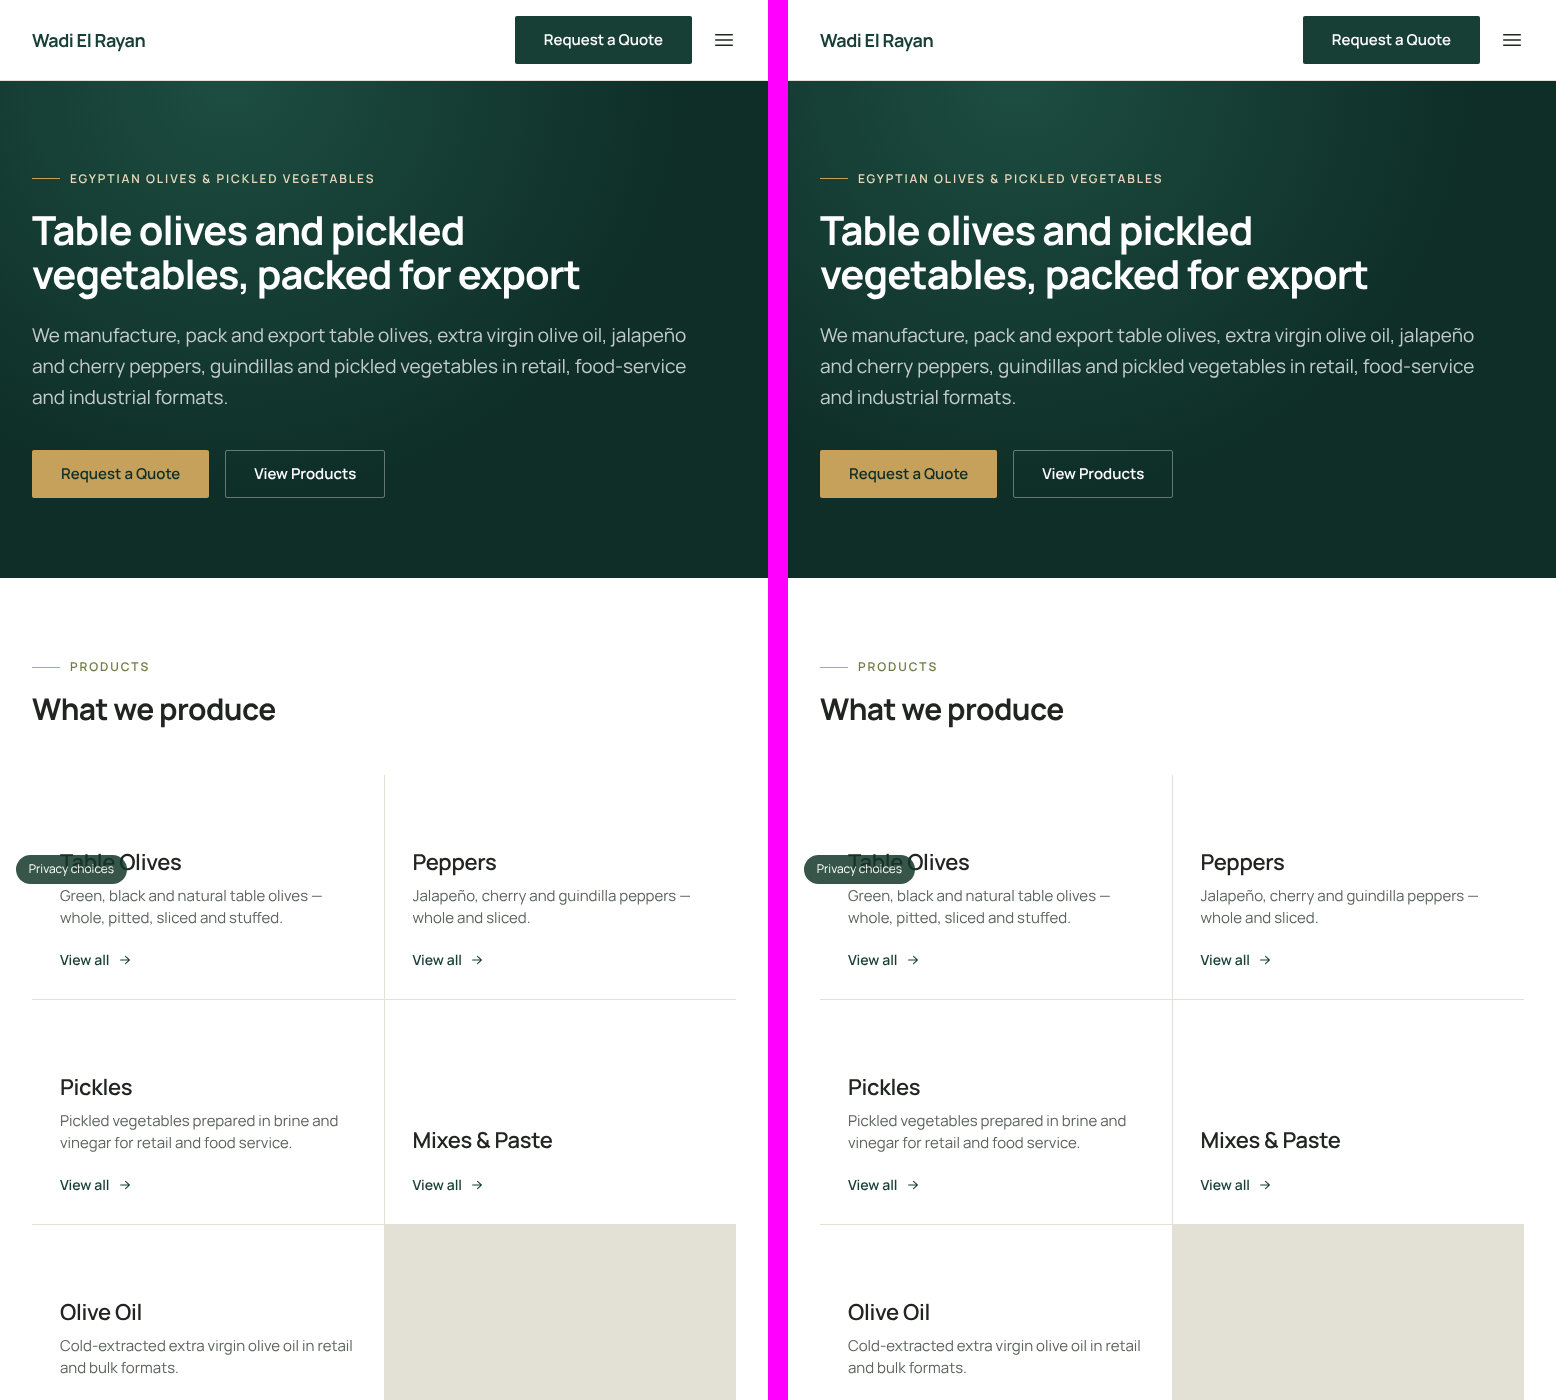 Wadi El Rayan
Request a Quote
EGYPTIAN OLIVES & PICKLED VEGETABLES
Table olives and pickled
vegetables, packed for export
We manufacture, pack and export table olives, extra virgin olive oil, jalapeño
and cherry peppers, guindillas and pickled vegetables in retail, food-service
and industrial formats.
Request a Quote
View Products
PRODUCTS
What we produce
Table Olives
Privacy choices
Green, black and natural table olives —
whole, pitted, sliced and stuffed.
View all
Peppers
Jalapeño, cherry and guindilla peppers —
whole and sliced.
View all
Pickles
Pickled vegetables prepared in brine and
vinegar for retail and food service.
View all
Mixes & Paste
View all
Olive Oil
Cold-extracted extra virgin olive oil in retail
and bulk formats.
Wadi El Rayan
Request a Quote
EGYPTIAN OLIVES & PICKLED VEGETABLES
Table olives and pickled
vegetables, packed for export
We manufacture, pack and export table olives, extra virgin olive oil, jalapeño
and cherry peppers, guindillas and pickled vegetables in retail, food-service
and industrial formats.
Request a Quote
View Products
PRODUCTS
What we produce
Table Olives
Privacy choices
Green, black and natural table olives —
whole, pitted, sliced and stuffed.
View all
Peppers
Jalapeño, cherry and guindilla peppers —
whole and sliced.
View all
Pickles
Pickled vegetables prepared in brine and
vinegar for retail and food service.
View all
Mixes & Paste
View all
Olive Oil
Cold-extracted extra virgin olive oil in retail
and bulk formats.